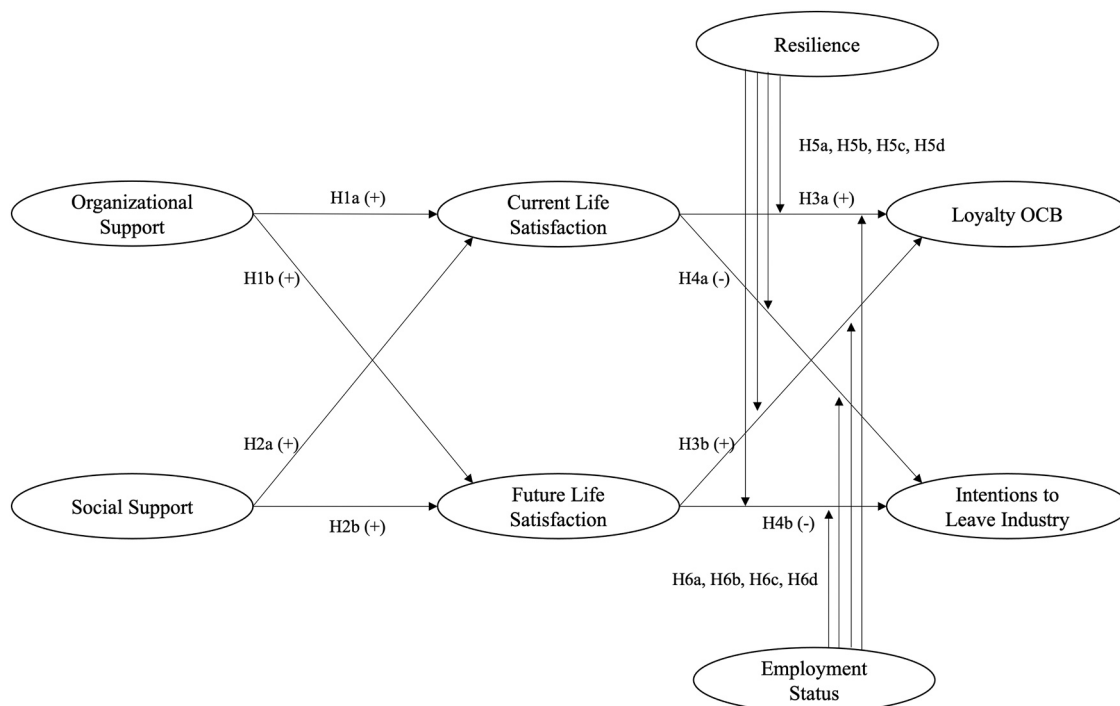 Resilience
H5a, H5b, H5c, H5d
Organizational
Support
H1a (+)
Current Life
Satisfaction
H3a (+)
Loyalty OCB
H1b (+)
H4a (-)
H2a (+)
H3b (+)
Social Support
H2b (+)
Future Life
Satisfaction
H4b (-)
Intentions to
Leave Industry
H6a, H6b, H6c, H6d
Employment
Status